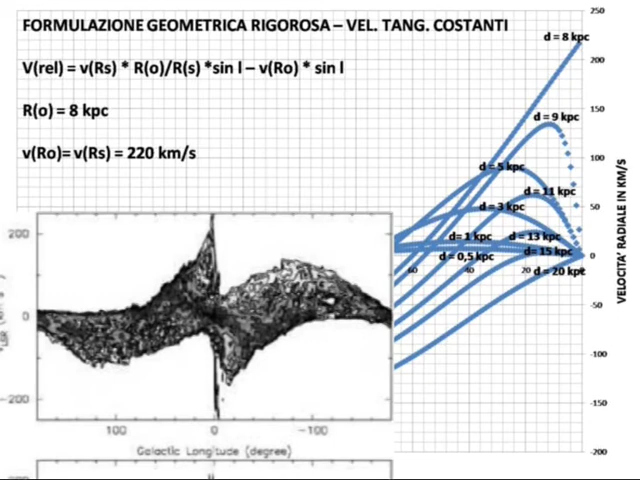 FORMULAZIONE GEOMETRICA RIGOROSA – VEL. TANG. COSTANTI
V(rel) = v(Rs) * R(o)/R(s) *sin l – v(Ro) * sin l
R(o) = 8 kpc
v(Ro)= v(Rs) = 220 km/s
250
d = 8 kpc
200
150
d = 9 kpc
100
d = 5 kpc
d = 11 kpc
50
d = 3 kpc
d = 1 kpc
d = 13 kpc
d = 15 kpc
0
d = 0,5 kpc
60
40
20
d = 20 kpc
-50
-100
-150
-200
VELOCITA' RADIALE IN KM/S
200
0
-200
100
0
-100
Galactic Longitude (degree)